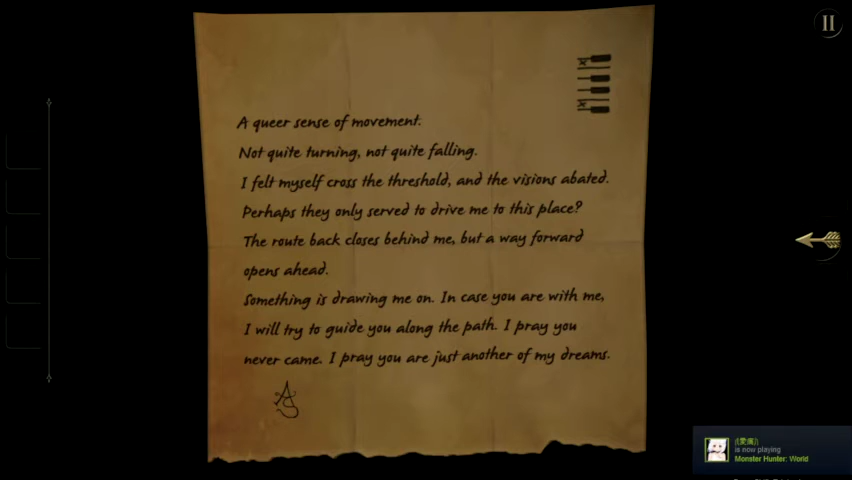 A queer sense of movement.
Not quite turning, not quite falling.
I felt myself cross the threshold, and the visions abated.
Perhaps they only served to drive me to this place?
The route back closes behind me, but a way forward
opens ahead.
Something is drawing me on. In case you are with me,
I will try to guide you along the path. I pray you
never came. I pray you are just another of my dreams.
AS
is now playing
Monster Hunter: World